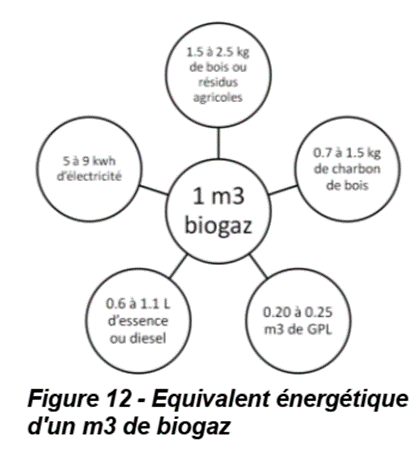 1.5 à 2.5 kg
de bois ou
résidus
agricoles
5 à 9 kwh
d'électricité
0.7 à 1.5 kg
de charbon
de bois
1 m3
biogaz
0.6 à 1.1 L
d'essence
ou diesel
0.20 à 0.25
m3 de GPL
Figure 12 - Equivalent énergétique
d'un m3 de biogaz